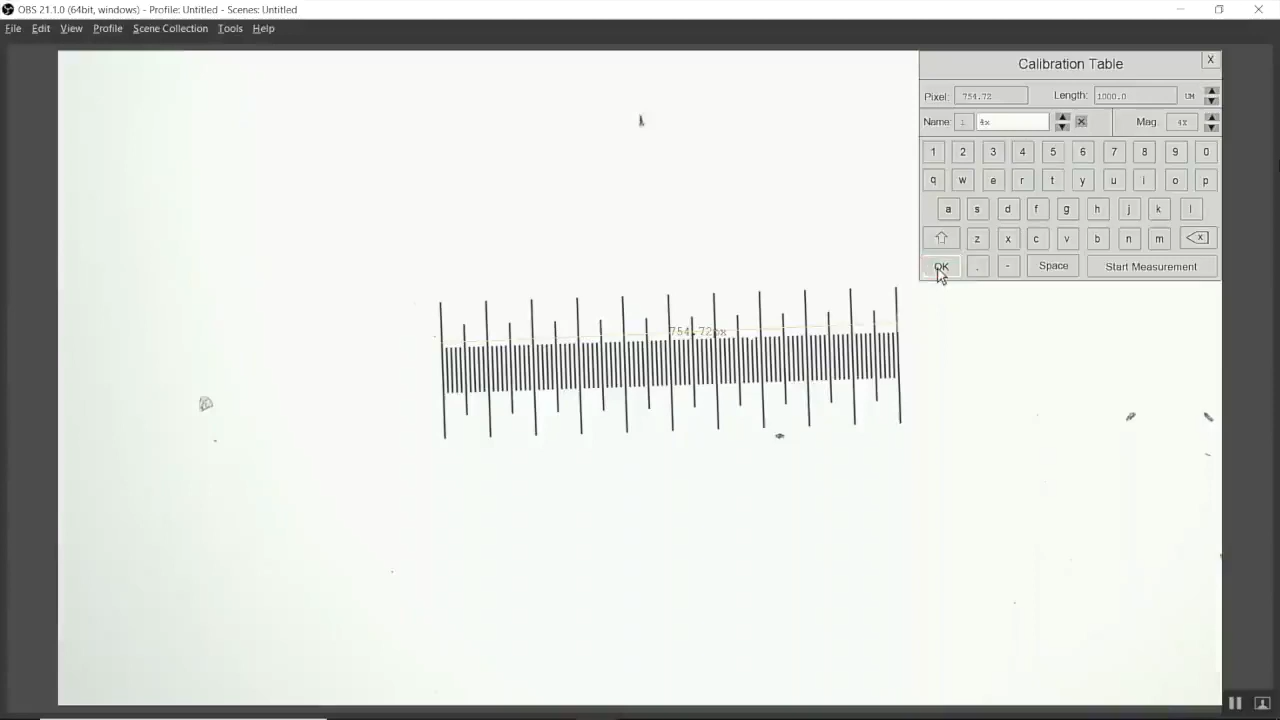 OBS 21.1.0 (64bit, windows) - Profile: Untitled - Scenes: Untitled
File Edit View Profile Scene Collection Tools Help
Calibration Table X
Pixel: 754.72 Length: 1000.0 UM
Name: 1 4x Mag 4X
1 2 3 4 5 6 7 8 9 0
q w e r t y u i o p
a s d f g h j k l
z x c v b n m x
OK . - Space Start Measurement
754.72px